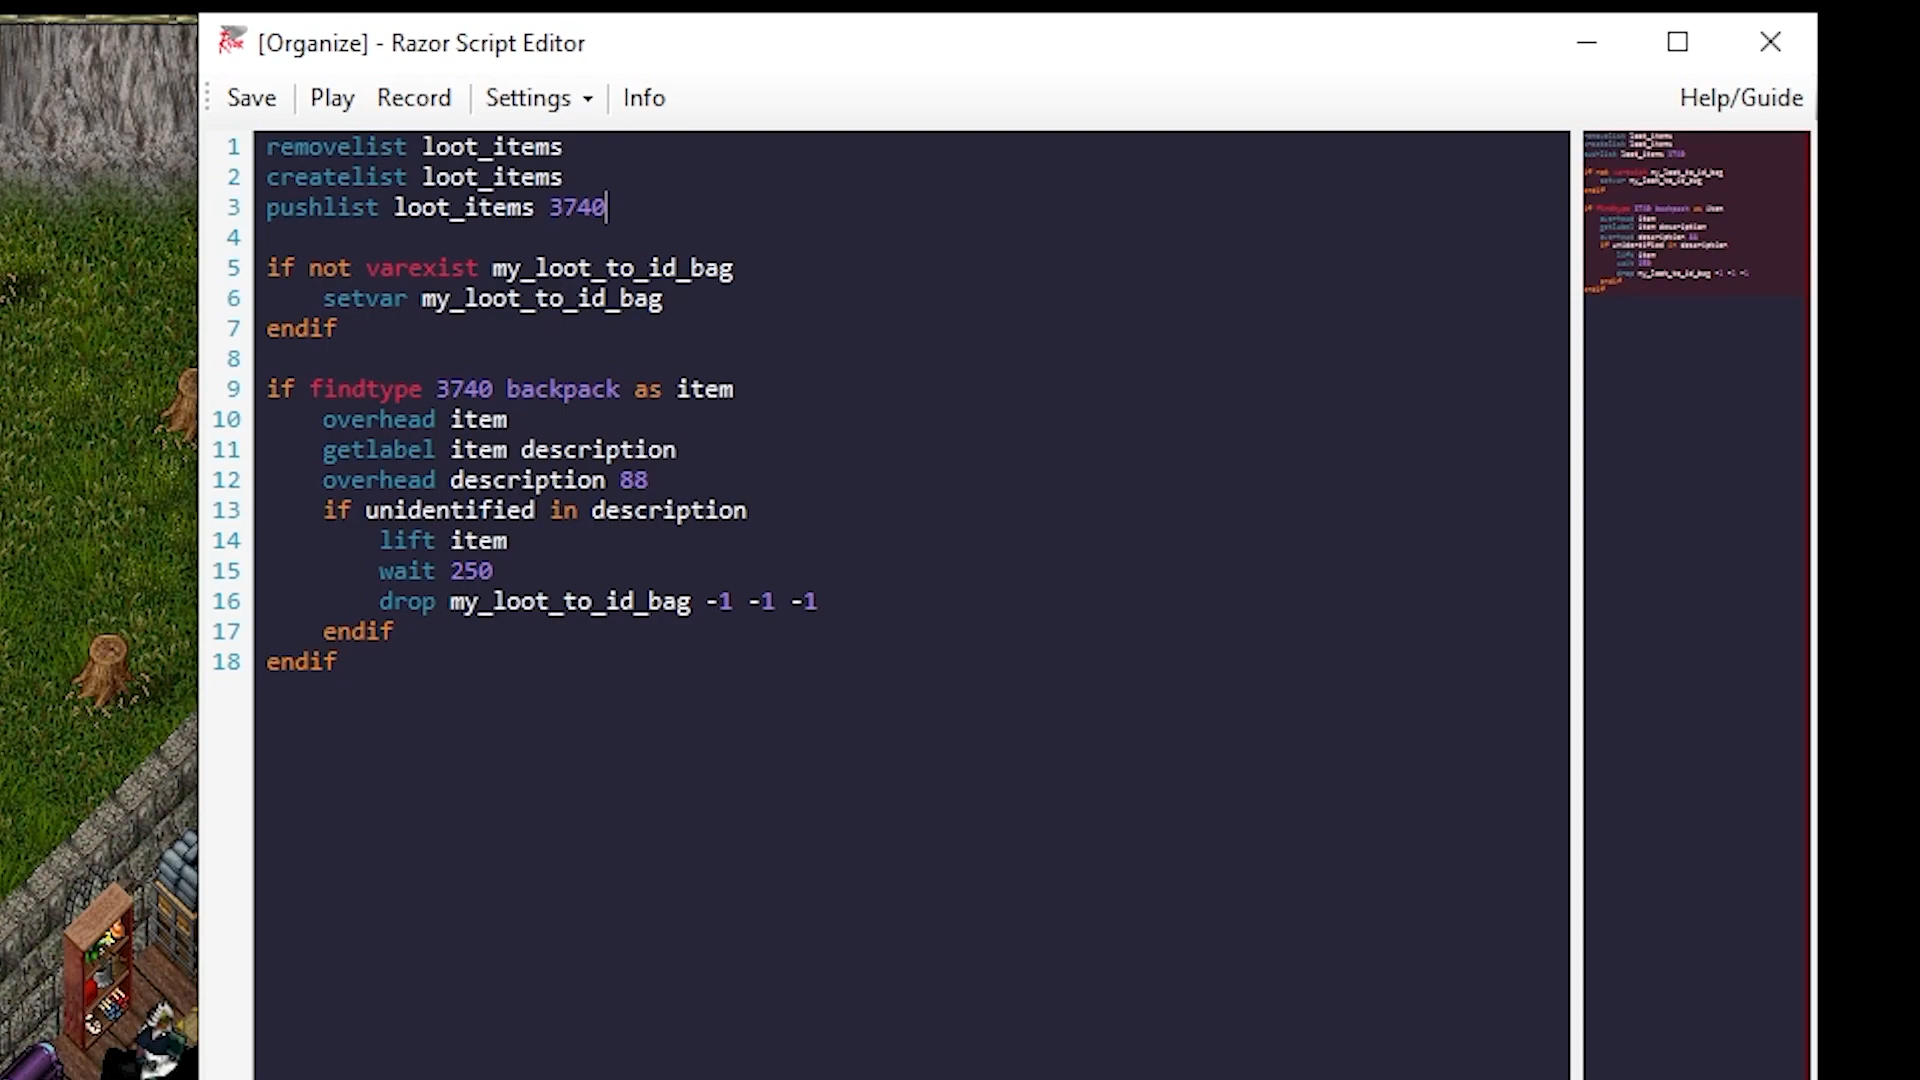 [Organize] - Razor Script Editor
Save Play Record Settings Info Help/Guide
1 removelist loot_items
2 createlist loot_items
3 pushlist loot_items 3740
4
5 if not varexist my_loot_to_id_bag
6 setvar my_loot_to_id_bag
7 endif
8
9 if findtype 3740 backpack as item
10 overhead item
11 getlabel item description
12 overhead description 88
13 if unidentified in description
14 lift item
15 wait 250
16 drop my_loot_to_id_bag -1 -1 -1
17 endif
18 endif